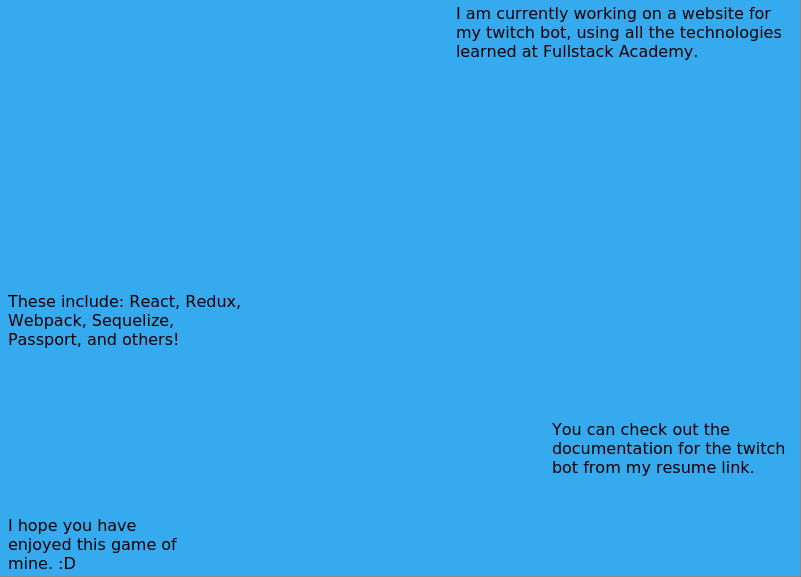 I am currently working on a website for
my twitch bot, using all the technologies
learned at Fullstack Academy.
These include: React, Redux,
Webpack, Sequelize,
Passport, and others!
You can check out the
documentation for the twitch
bot from my resume link.
I hope you have
enjoyed this game of
mine. :D